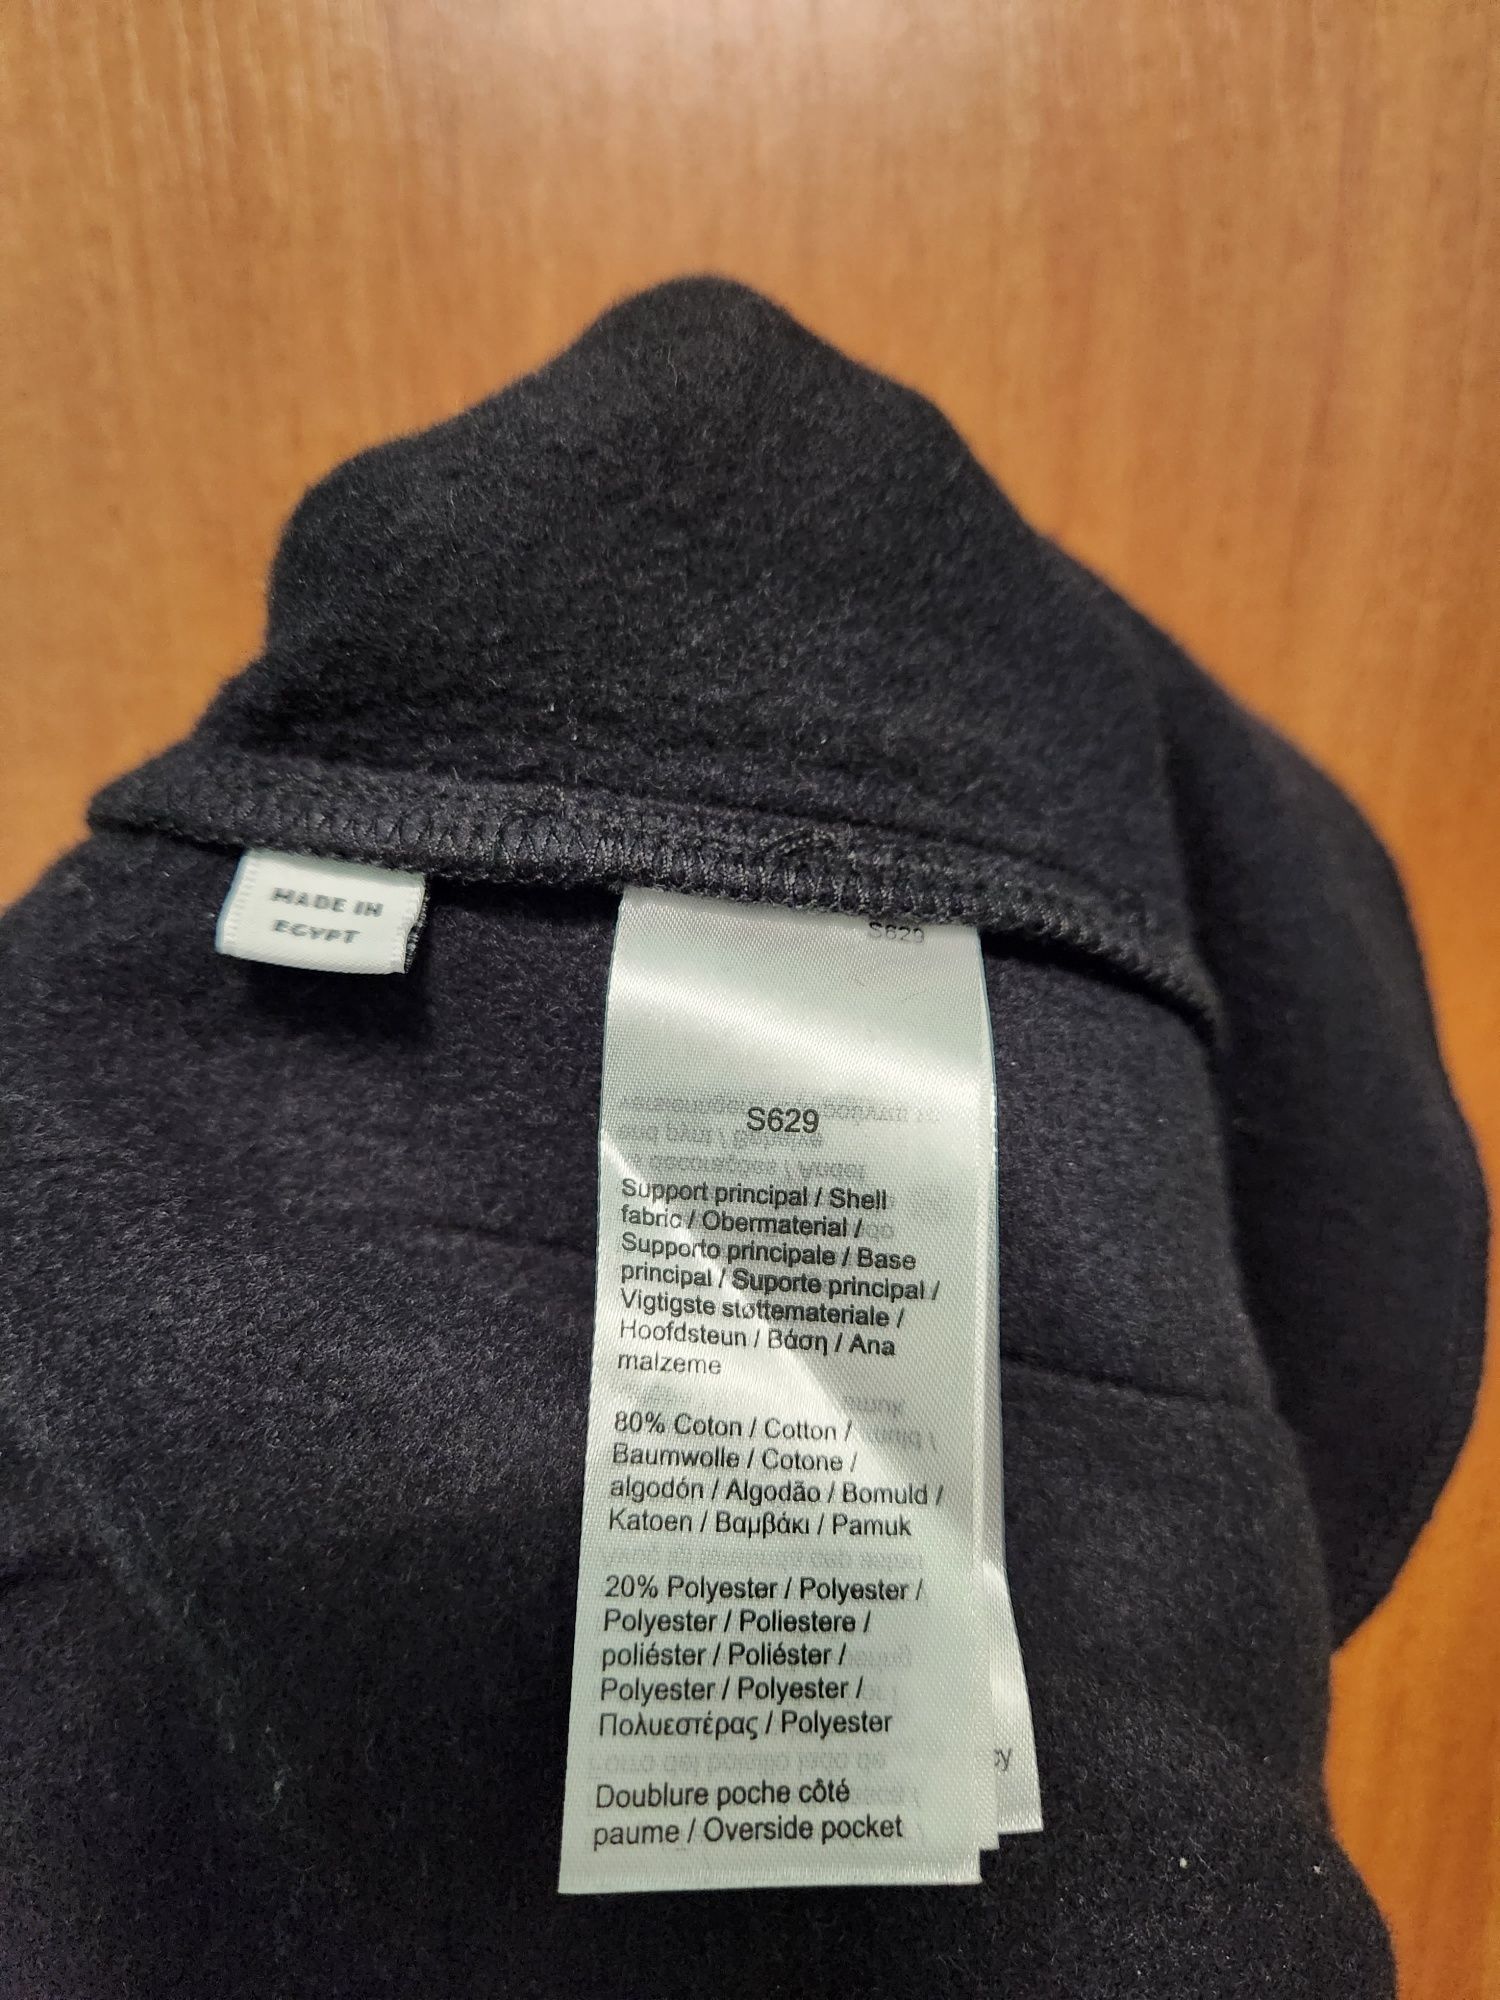 MADE IN
EGYPT
S629
S629
Support principal / Shell
fabric / Obermaterial /
Supporto principale / Base
principal / Suporte principal /
Vigtigste støttemateriale /
Hoofdsteun / Βάση / Ana
malzeme
80% Coton / Cotton /
Baumwolle / Cotone /
algodón / Algodão / Bomuld /
Katoen / Βαμβάκι / Pamuk
20% Polyester / Polyester /
Polyester / Poliestere /
poliéster / Poliéster /
Polyester / Polyester /
Πολυεστέρας / Polyester
Doublure poche côté
paume / Overside pocket